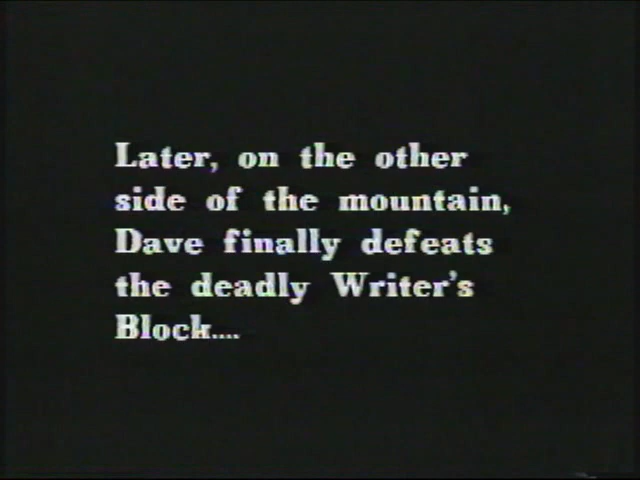 Later, on the other
side of the mountain,
Dave finally defeats
the deadly Writer's
Block....